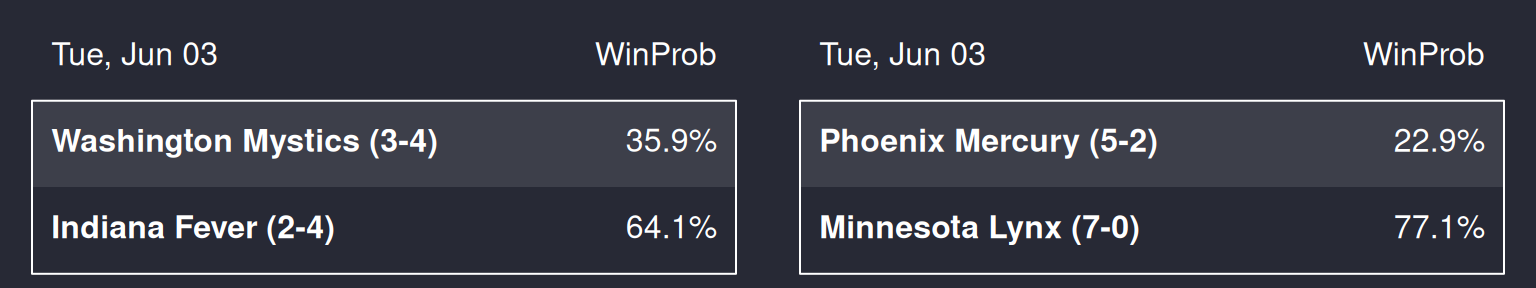 Tue, Jun 03 WinProb
Washington Mystics (3-4) 35.9%
Indiana Fever (2-4) 64.1%
Tue, Jun 03 WinProb
Phoenix Mercury (5-2) 22.9%
Minnesota Lynx (7-0) 77.1%